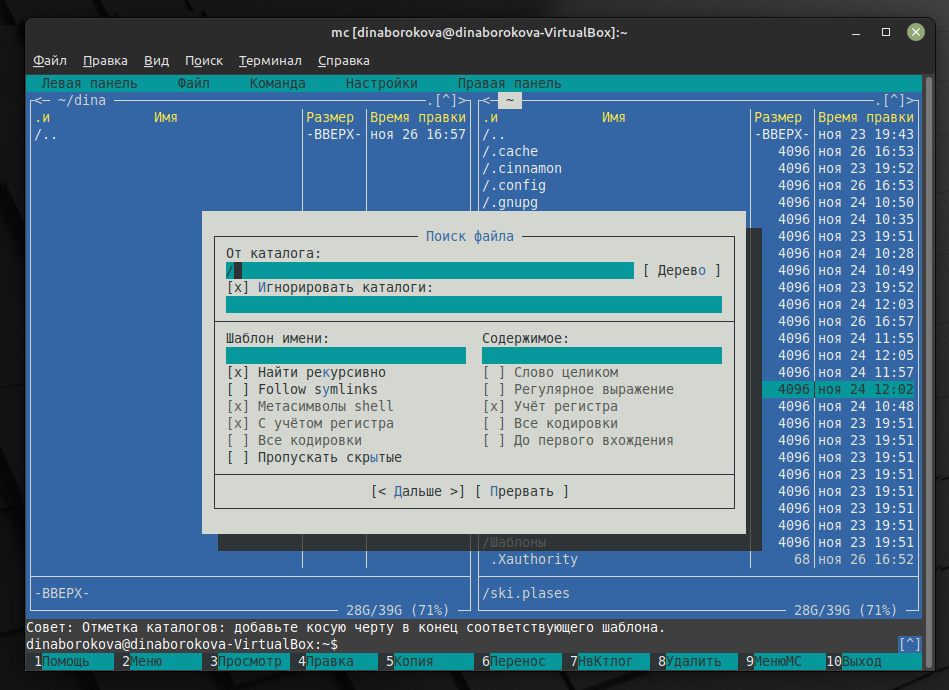 mc [dinaborokova@dinaborokova-VirtualBox]:~
Файл Правка Вид Поиск Терминал Справка
Левая панель Файл Команда Настройки Правая панель
<— ~/dina .[^]> <— ~ .[^]>
.и Имя Размер Время правки .и Имя Размер Время правки
/.. -ВВЕРХ- ноя 26 16:57 /.. -ВВЕРХ- ноя 23 19:43
/.cache 4096 ноя 26 16:53
/.cinnamon 4096 ноя 23 19:52
/.config 4096 ноя 26 16:53
/.gnupg 4096 ноя 24 10:50
4096 ноя 24 10:35
Поиск файла 4096 ноя 23 19:51
От каталога: 4096 ноя 24 10:28
/ [ Дерево ] 4096 ноя 24 10:49
[x] Игнорировать каталоги: 4096 ноя 23 19:52
4096 ноя 24 12:03
4096 ноя 26 16:57
Шаблон имени: Содержимое: 4096 ноя 24 11:55
4096 ноя 24 12:05
[x] Найти рекурсивно [ ] Слово целиком 4096 ноя 24 11:57
[ ] Follow symlinks [ ] Регулярное выражение 4096 ноя 24 12:02
[x] Метасимволы shell [x] Учёт регистра 4096 ноя 24 10:48
[x] С учётом регистра [ ] Все кодировки 4096 ноя 23 19:51
[ ] Все кодировки [ ] До первого вхождения 4096 ноя 23 19:51
[ ] Пропускать скрытые 4096 ноя 23 19:51
4096 ноя 23 19:51
[< Дальше >] [ Прервать ] 4096 ноя 23 19:51
4096 ноя 23 19:51
4096 ноя 23 19:51
/Шаблоны 4096 ноя 23 19:51
.Xauthority 68 ноя 26 16:52
-ВВЕРХ- /ski.plases
28G/39G (71%) 28G/39G (71%)
Совет: Отметка каталогов: добавьте косую черту в конец соответствующего шаблона.
dinaborokova@dinaborokova-VirtualBox:~$ [^]
1Помощь 2Меню 3Просмотр 4Правка 5Копия 6Перенос 7НвКтлог 8Удалить 9МенюMC 10Выход